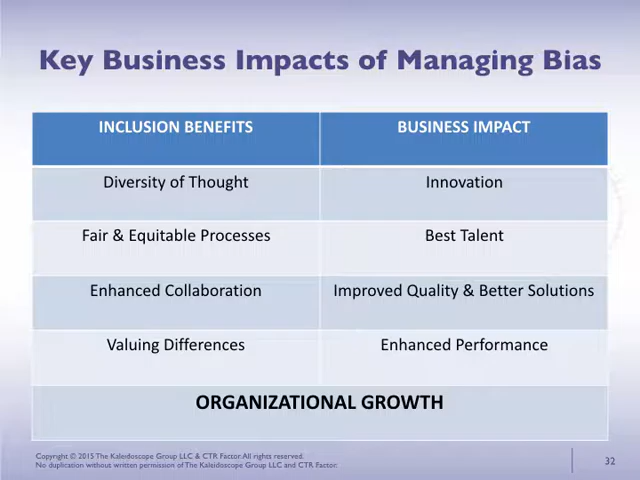 Key Business Impacts of Managing Bias
INCLUSION BENEFITS BUSINESS IMPACT
Diversity of Thought Innovation
Fair & Equitable Processes Best Talent
Enhanced Collaboration Improved Quality & Better Solutions
Valuing Differences Enhanced Performance
ORGANIZATIONAL GROWTH
Copyright © 2015 The Kaleidoscope Group LLC & CTR Factor. All rights reserved.
No duplication without written permission of The Kaleidoscope Group LLC and CTR Factor.
32